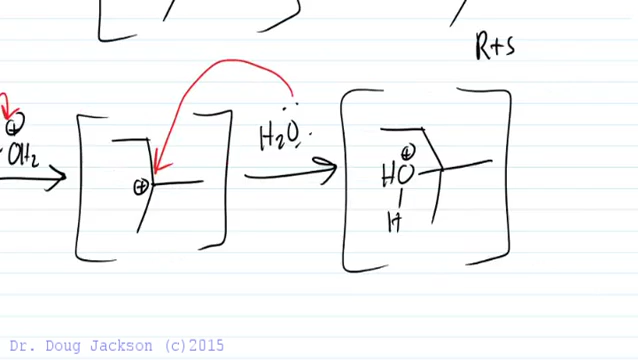 R+S
⊕
OH₂
H₂O:
⊕
⊕
HO
H
Dr. Doug Jackson (c)2015